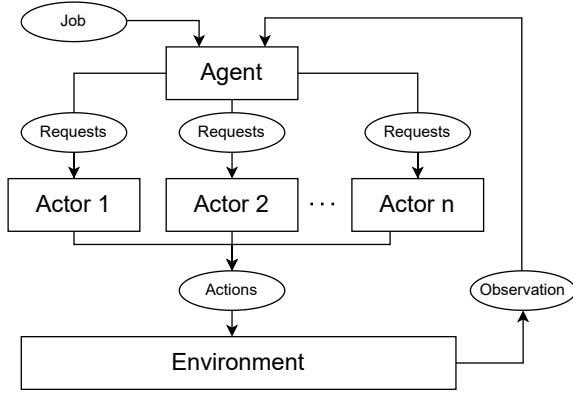 Job
Agent
Requests
Requests
Requests
Actor 1
Actor 2
...
Actor n
Actions
Observation
Environment